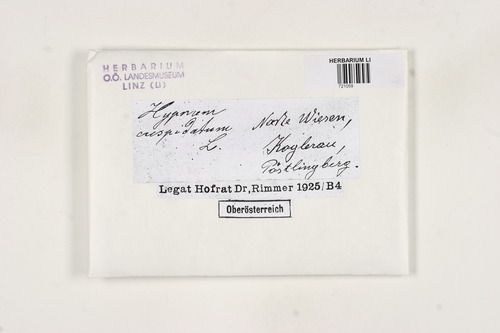 HERBARIUM
O.Ö. LANDESMUSEUM
LINZ (LI)
HERBARIUM LI
721059
Hypnum
cuspidatum
L.
Nasse Wiesen,
Koglerau,
Pöstlingberg.
Legat Hofrat Dr,Rimmer 1925/B4
Oberösterreich